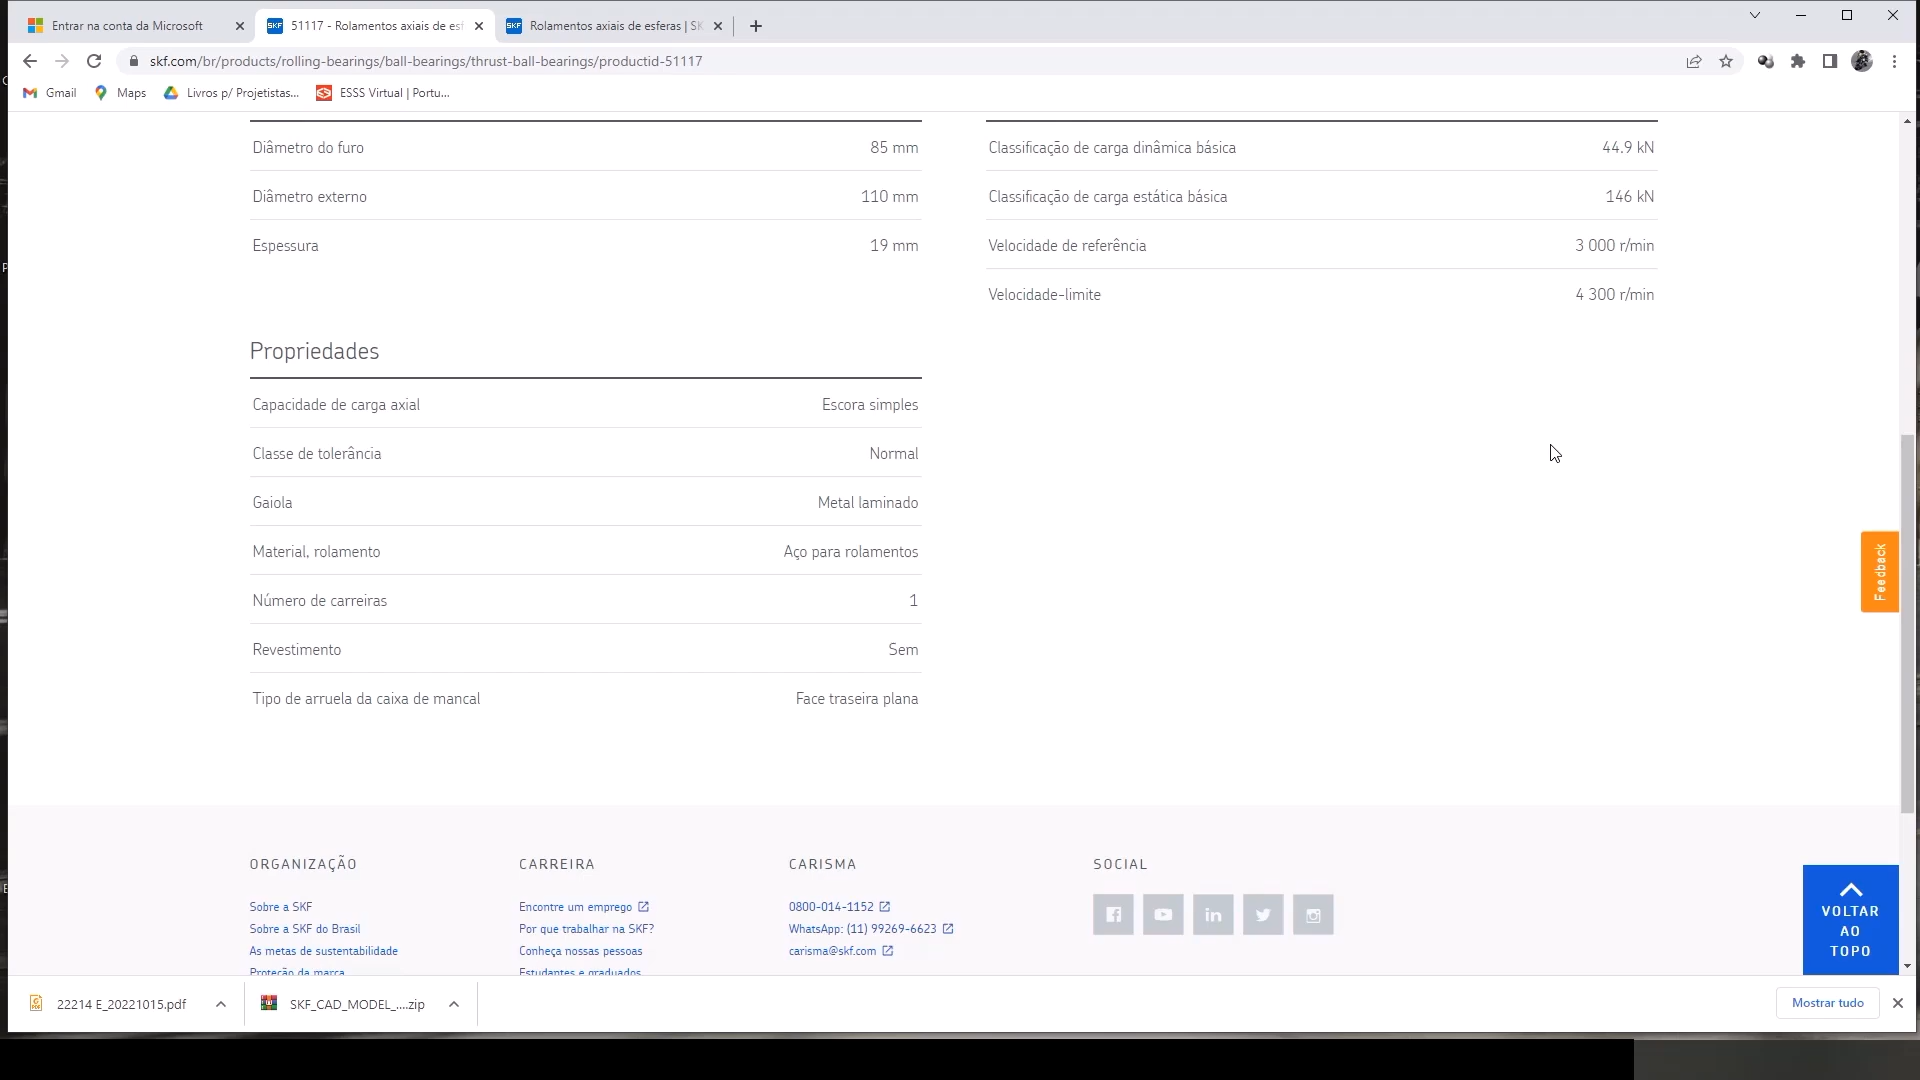 Entrar na conta da Microsoft
SKF
51117 - Rolamentos axiais de esf
SKF
Rolamentos axiais de esferas | SK
skf.com/br/products/rolling-bearings/ball-bearings/thrust-ball-bearings/productid-51117
Gmail
Maps
Livros p/ Projetistas...
ESSS Virtual | Portu...
Diâmetro do furo 85 mm
Diâmetro externo 110 mm
Espessura 19 mm
Classificação de carga dinâmica básica 44.9 kN
Classificação de carga estática básica 146 kN
Velocidade de referência 3 000 r/min
Velocidade-limite 4 300 r/min
Propriedades
Capacidade de carga axial Escora simples
Classe de tolerância Normal
Gaiola Metal laminado
Material, rolamento Aço para rolamentos
Número de carreiras 1
Revestimento Sem
Tipo de arruela da caixa de mancal Face traseira plana
Feedback
ORGANIZAÇÃO
Sobre a SKF
Sobre a SKF do Brasil
As metas de sustentabilidade
Proteção da marca
CARREIRA
Encontre um emprego
Por que trabalhar na SKF?
Conheça nossas pessoas
Estudantes e graduados
CARISMA
0800-014-1152
WhatsApp: (11) 99269-6623
carisma@skf.com
SOCIAL
VOLTAR
AO
TOPO
22214 E_20221015.pdf
SKF_CAD_MODEL_....zip
Mostrar tudo